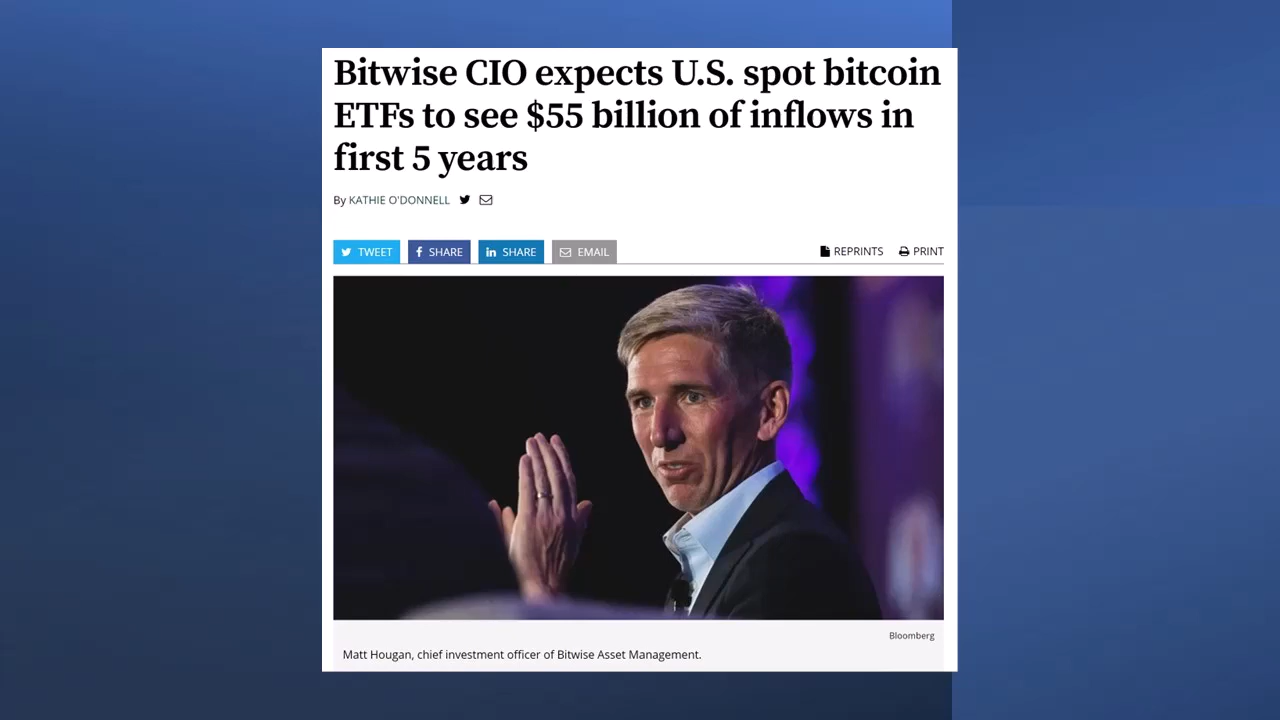 Bitwise CIO expects U.S. spot bitcoin
ETFs to see $55 billion of inflows in
first 5 years
By KATHIE O'DONNELL
TWEET SHARE SHARE EMAIL REPRINTS PRINT
Bloomberg
Matt Hougan, chief investment officer of Bitwise Asset Management.